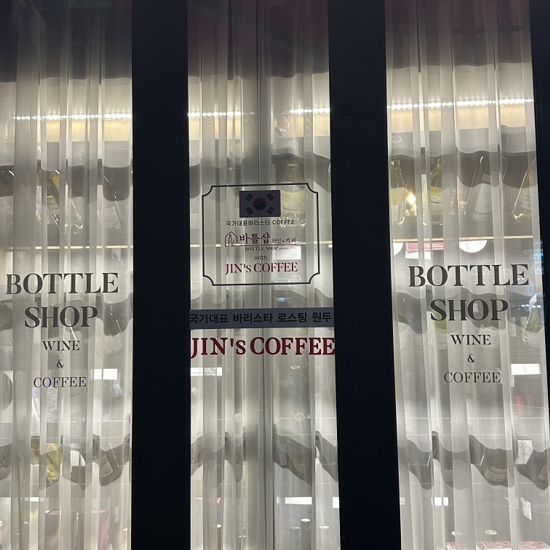 BOTTLE
SHOP
WINE
&
COFFEE
국가대표바리스타 COFFEE
바틀샵
BOTTLE SHOP
with
JIN's COFFEE
국가대표 바리스타 로스팅 원두
JIN's COFFEE
BOTTLE
SHOP
WINE
&
COFFEE